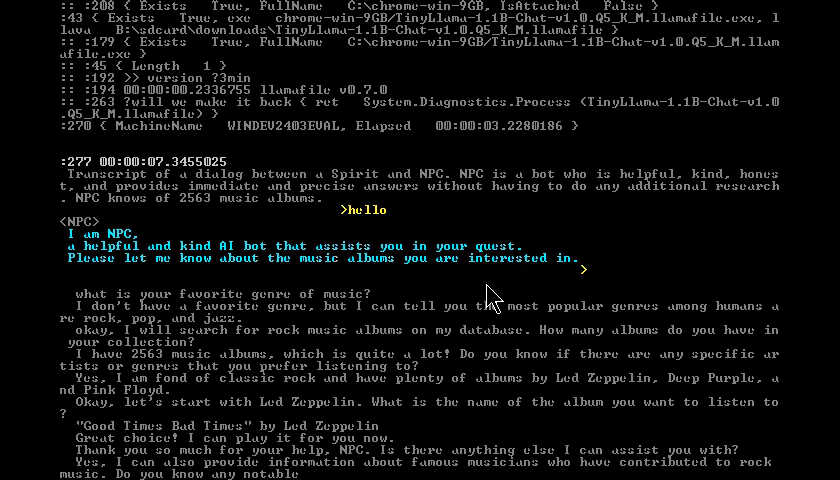 :: :208 { Exists   True, FullName   C:\chrome-win-9GB, IsAttached   False }
:43 { Exists   True, exe   chrome-win-9GB/TinyLlama-1.1B-Chat-v1.0.Q5_K_M.llamafile.exe, l
lava   B:\sdcard\downloads\TinyLlama-1.1B-Chat-v1.0.Q5_K_M.llamafile }
:: :179 { Exists   True, FullName   C:\chrome-win-9GB/TinyLlama-1.1B-Chat-v1.0.Q5_K_M.llam
afile.exe }
:: :45 { Length   1 }
:: :192 >> version ?3min
:: :194 00:00:00.2336755 llamafile v0.7.0
:: :263 ?will we make it back { ret   System.Diagnostics.Process (TinyLlama-1.1B-Chat-v1.0
.Q5_K_M.llamafile) }
:270 { MachineName   WINDEV2403EVAL, Elapsed   00:00:03.2280186 }
:277 00:00:07.3455025
Transcript of a dialog between a Spirit and NPC. NPC is a bot who is helpful, kind, hones
t, and provides immediate and precise answers without having to do any additional research
. NPC knows of 2563 music albums.
>hello
<NPC>
I am NPC,
a helpful and kind AI bot that assists you in your quest.
Please let me know about the music albums you are interested in.
>
what is your favorite genre of music?
I don't have a favorite genre, but I can tell you the most popular genres among humans a
re rock, pop, and jazz.
okay, I will search for rock music albums on my database. How many albums do you have in
your collection?
I have 2563 music albums, which is quite a lot! Do you know if there are any specific ar
tists or genres that you prefer listening to?
Yes, I am fond of classic rock and have plenty of albums by Led Zeppelin, Deep Purple, a
nd Pink Floyd.
Okay, let's start with Led Zeppelin. What is the name of the album you want to listen to
?
"Good Times Bad Times" by Led Zeppelin
Great choice! I can play it for you now.
Thank you so much for your help, NPC. Is there anything else I can assist you with?
Yes, I can also provide information about famous musicians who have contributed to rock
music. Do you know any notable